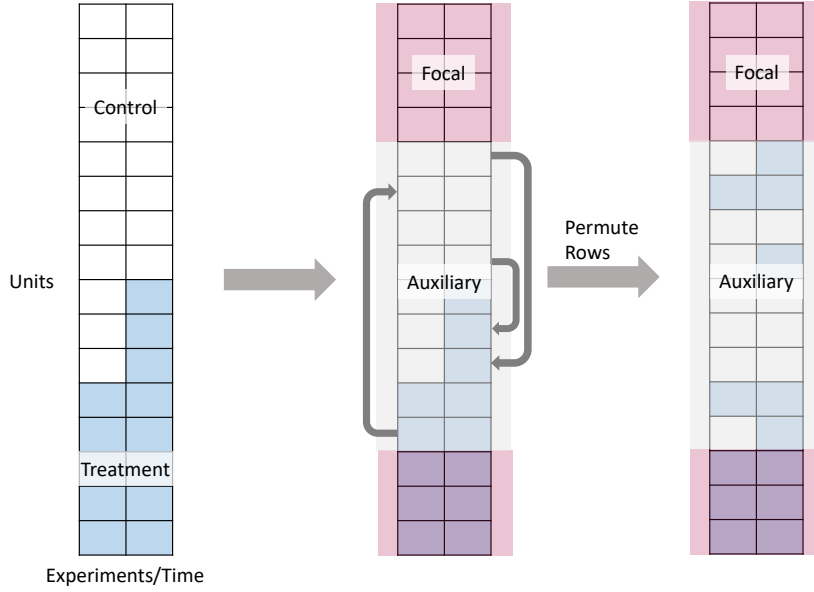 Focal
Focal
Control
Permute
Rows
Units
Auxiliary
Auxiliary
Treatment
Experiments/Time